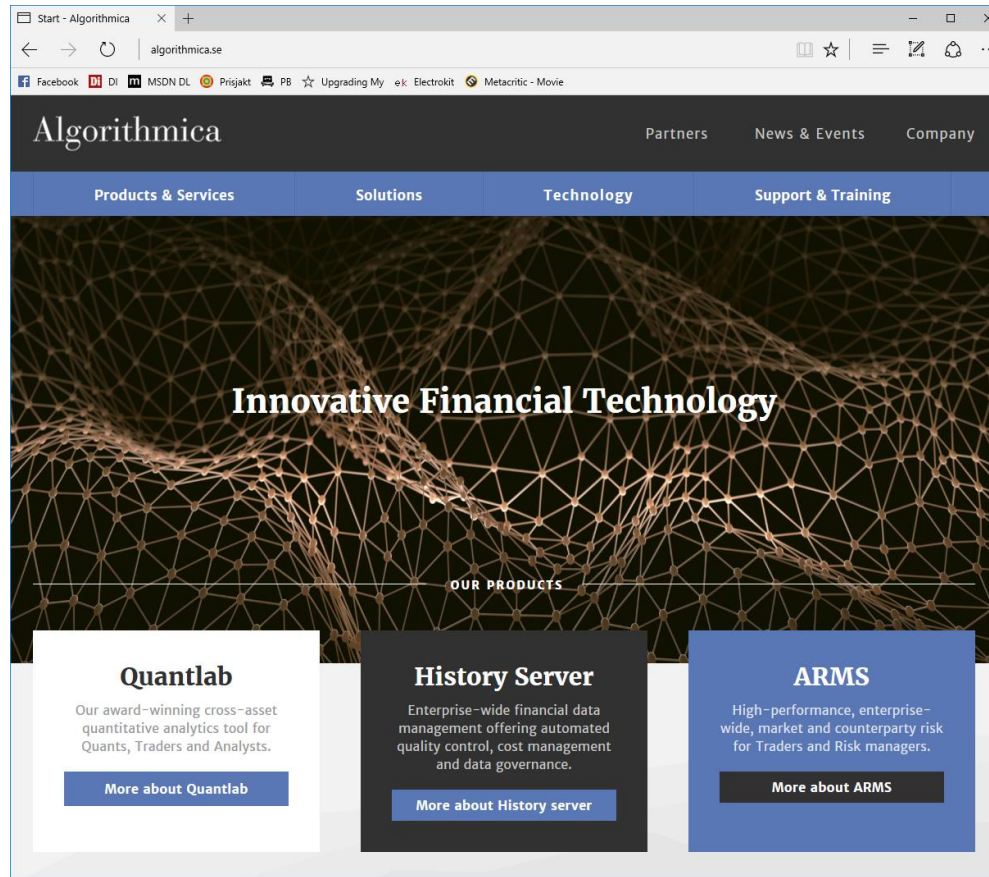 Start - Algorithmica
algorithmica.se
Facebook DI DI m MSDN DL Prisjakt PB Upgrading My ek Electrokit Metacritic - Movie
Algorithmica
Partners News & Events Company
Products & Services Solutions Technology Support & Training
Innovative Financial Technology
OUR PRODUCTS
Quantlab
Our award-winning cross-asset
quantitative analytics tool for
Quants, Traders and Analysts.
More about Quantlab
History Server
Enterprise-wide financial data
management offering automated
quality control, cost management
and data governance.
More about History server
ARMS
High-performance, enterprise-
wide, market and counterparty risk
for Traders and Risk managers.
More about ARMS